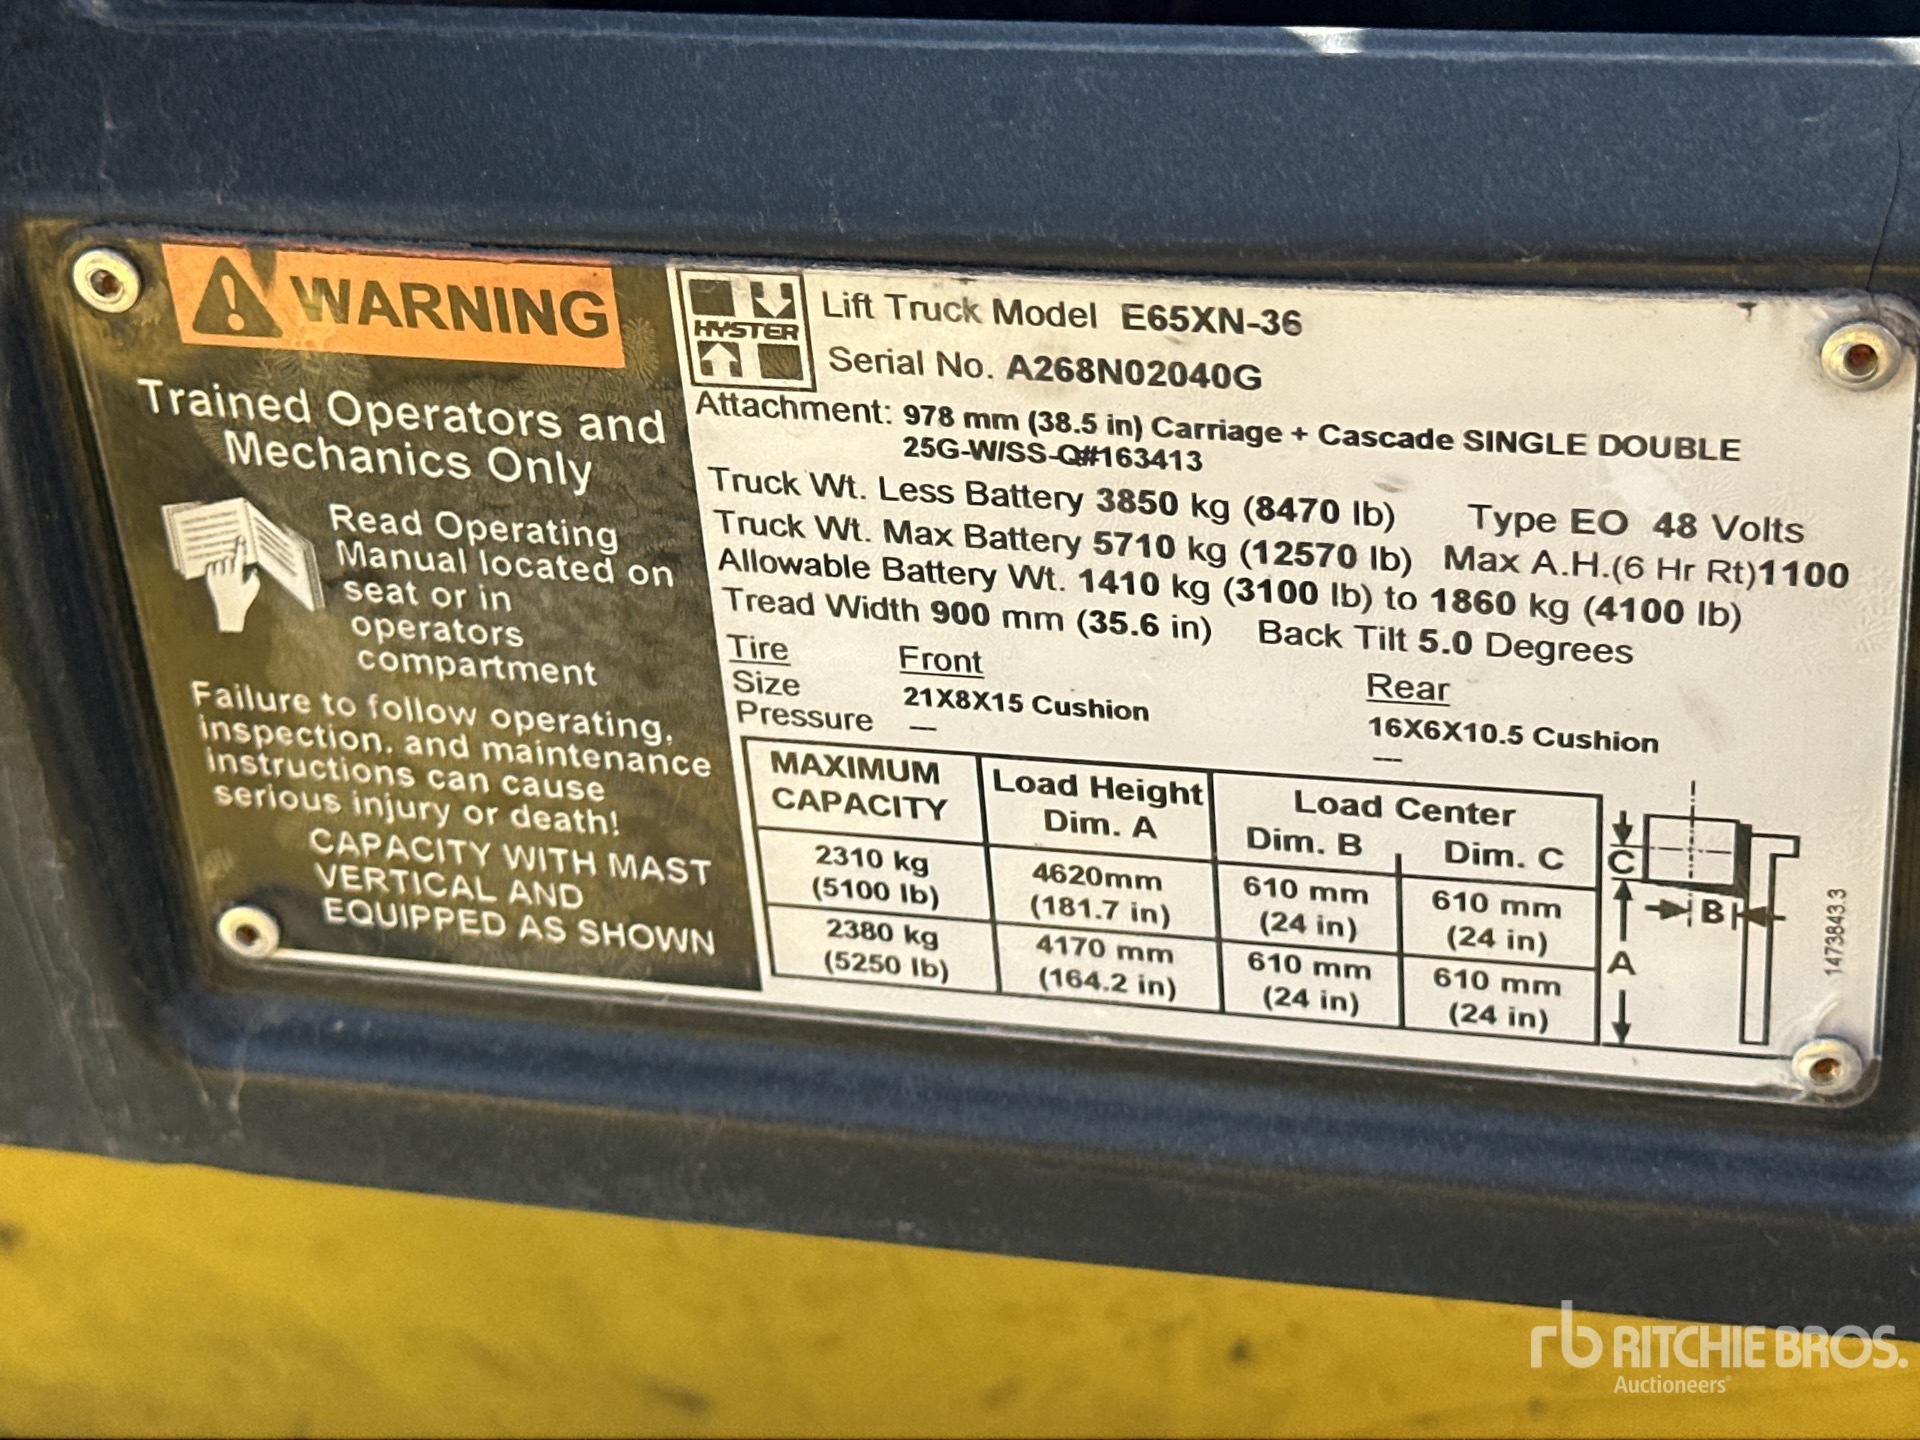 WARNING
Trained Operators and
Mechanics Only
Read Operating
Manual located on
seat or in
operators
compartment
Failure to follow operating,
inspection, and maintenance
instructions can cause
serious injury or death!
CAPACITY WITH MAST
VERTICAL AND
EQUIPPED AS SHOWN
HYSTER
Lift Truck Model E65XN-36
Serial No. A268N02040G
Attachment: 978 mm (38.5 in) Carriage + Cascade SINGLE DOUBLE
25G-W/SS-Q#163413
Truck Wt. Less Battery 3850 kg (8470 lb) Type EO 48 Volts
Truck Wt. Max Battery 5710 kg (12570 lb) Max A.H.(6 Hr Rt)1100
Allowable Battery Wt. 1410 kg (3100 lb) to 1860 kg (4100 lb)
Tread Width 900 mm (35.6 in) Back Tilt 5.0 Degrees
Tire Front Rear
Size 21X8X15 Cushion 16X6X10.5 Cushion
Pressure --- ---
MAXIMUM CAPACITY Load Height Dim. A Load Center Dim. B Dim. C
2310 kg (5100 lb) 4620mm (181.7 in) 610 mm (24 in) 610 mm (24 in)
2380 kg (5250 lb) 4170 mm (164.2 in) 610 mm (24 in) 610 mm (24 in)
C
B
A
1473843.3
rb RITCHIE BROS.
Auctioneers